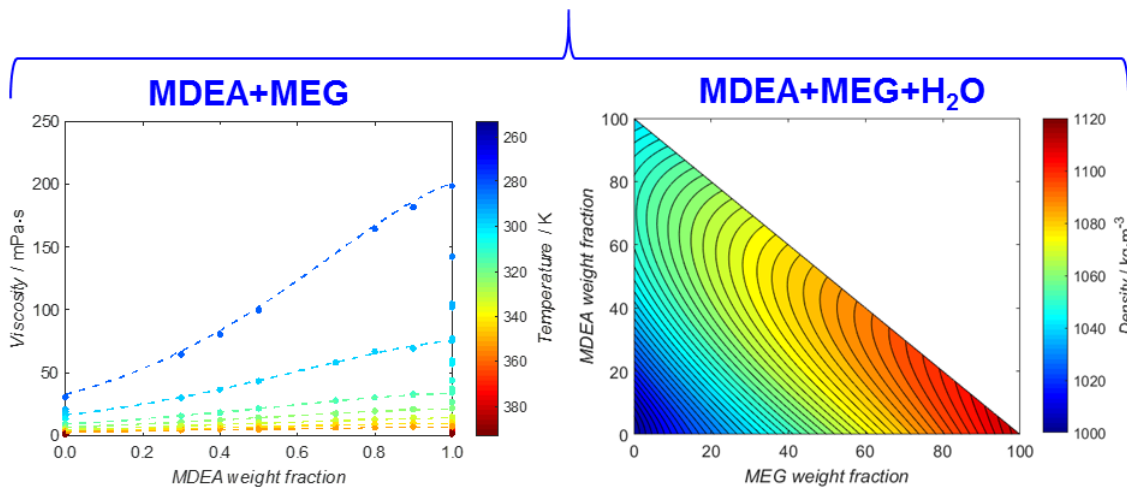 MDEA+MEG
250
200
150
100
50
0
Viscosity / mPa·s
0.0 0.2 0.4 0.6 0.8 1.0
MDEA weight fraction
260
280
300
320
340
360
380
Temperature / K
MDEA+MEG+H₂O
100
80
60
40
20
0
MDEA weight fraction
0 20 40 60 80 100
MEG weight fraction
1120
1100
1080
1060
1040
1020
1000
Density / kg·m⁻³